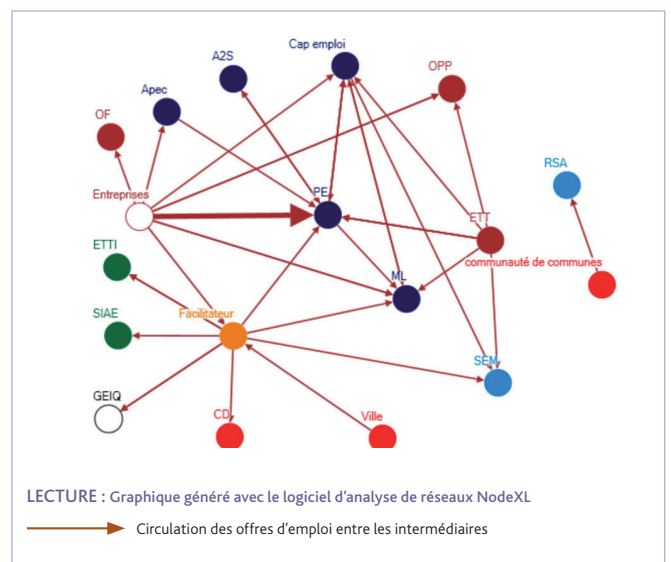 Cap emploi
A2S
OPP
Apec
OF
RSA
Entreprises
PE
ETT
ETTI
communauté de communes
ML
SIAE
Facilitateur
SEM
GEIQ
CD
Ville
LECTURE : Graphique généré avec le logiciel d'analyse de réseaux NodeXL
Circulation des offres d'emploi entre les intermédiaires